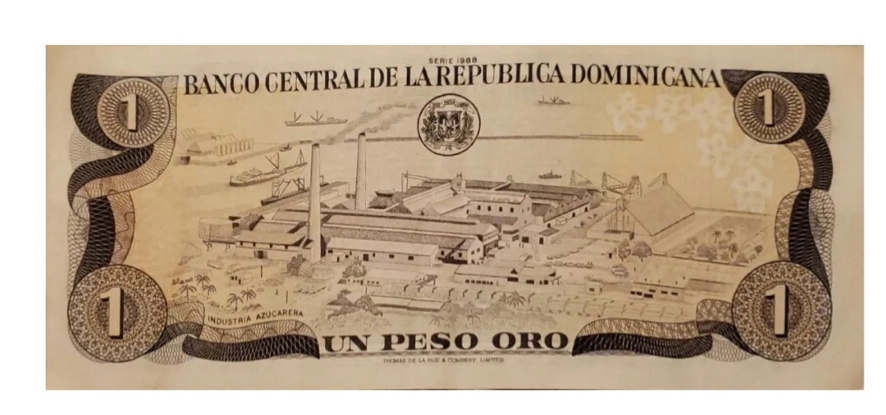 SERIE 1988
BANCO CENTRAL DE LA REPUBLICA DOMINICANA
1
1
INDUSTRIA AZUCARERA
1
1
UN PESO ORO
THOMAS DE LA RUE & COMPANY, LIMITED